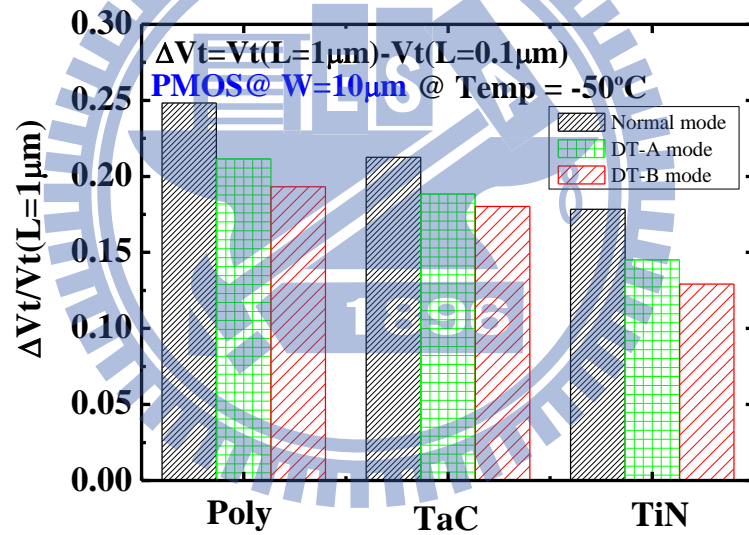 0.30
ΔVt=Vt(L=1μm)-Vt(L=0.1μm)
PMOS@ W=10μm @ Temp = -50°C
0.25
Normal mode
DT-A mode
DT-B mode
0.20
0.15
0.10
0.05
0.00
ΔVt/Vt(L=1μm)
Poly
TaC
TiN
E S A
1896